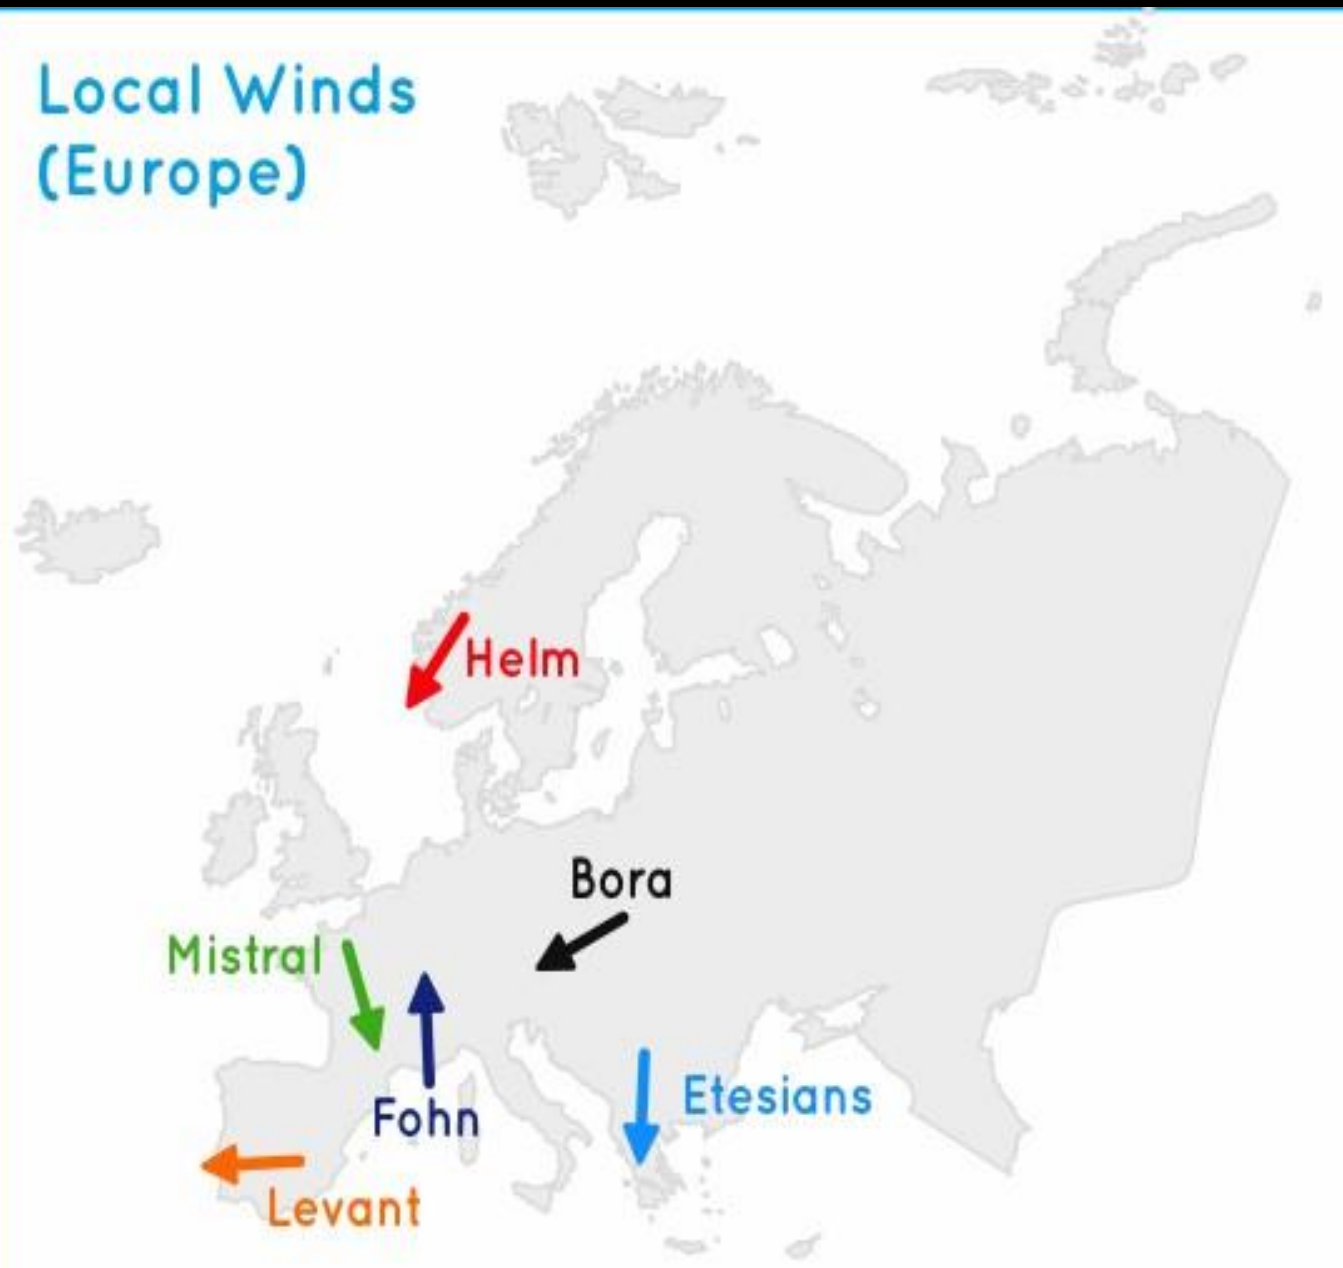 Local Winds
(Europe)
Helm
Bora
Mistral
Etesians
Fohn
Levant